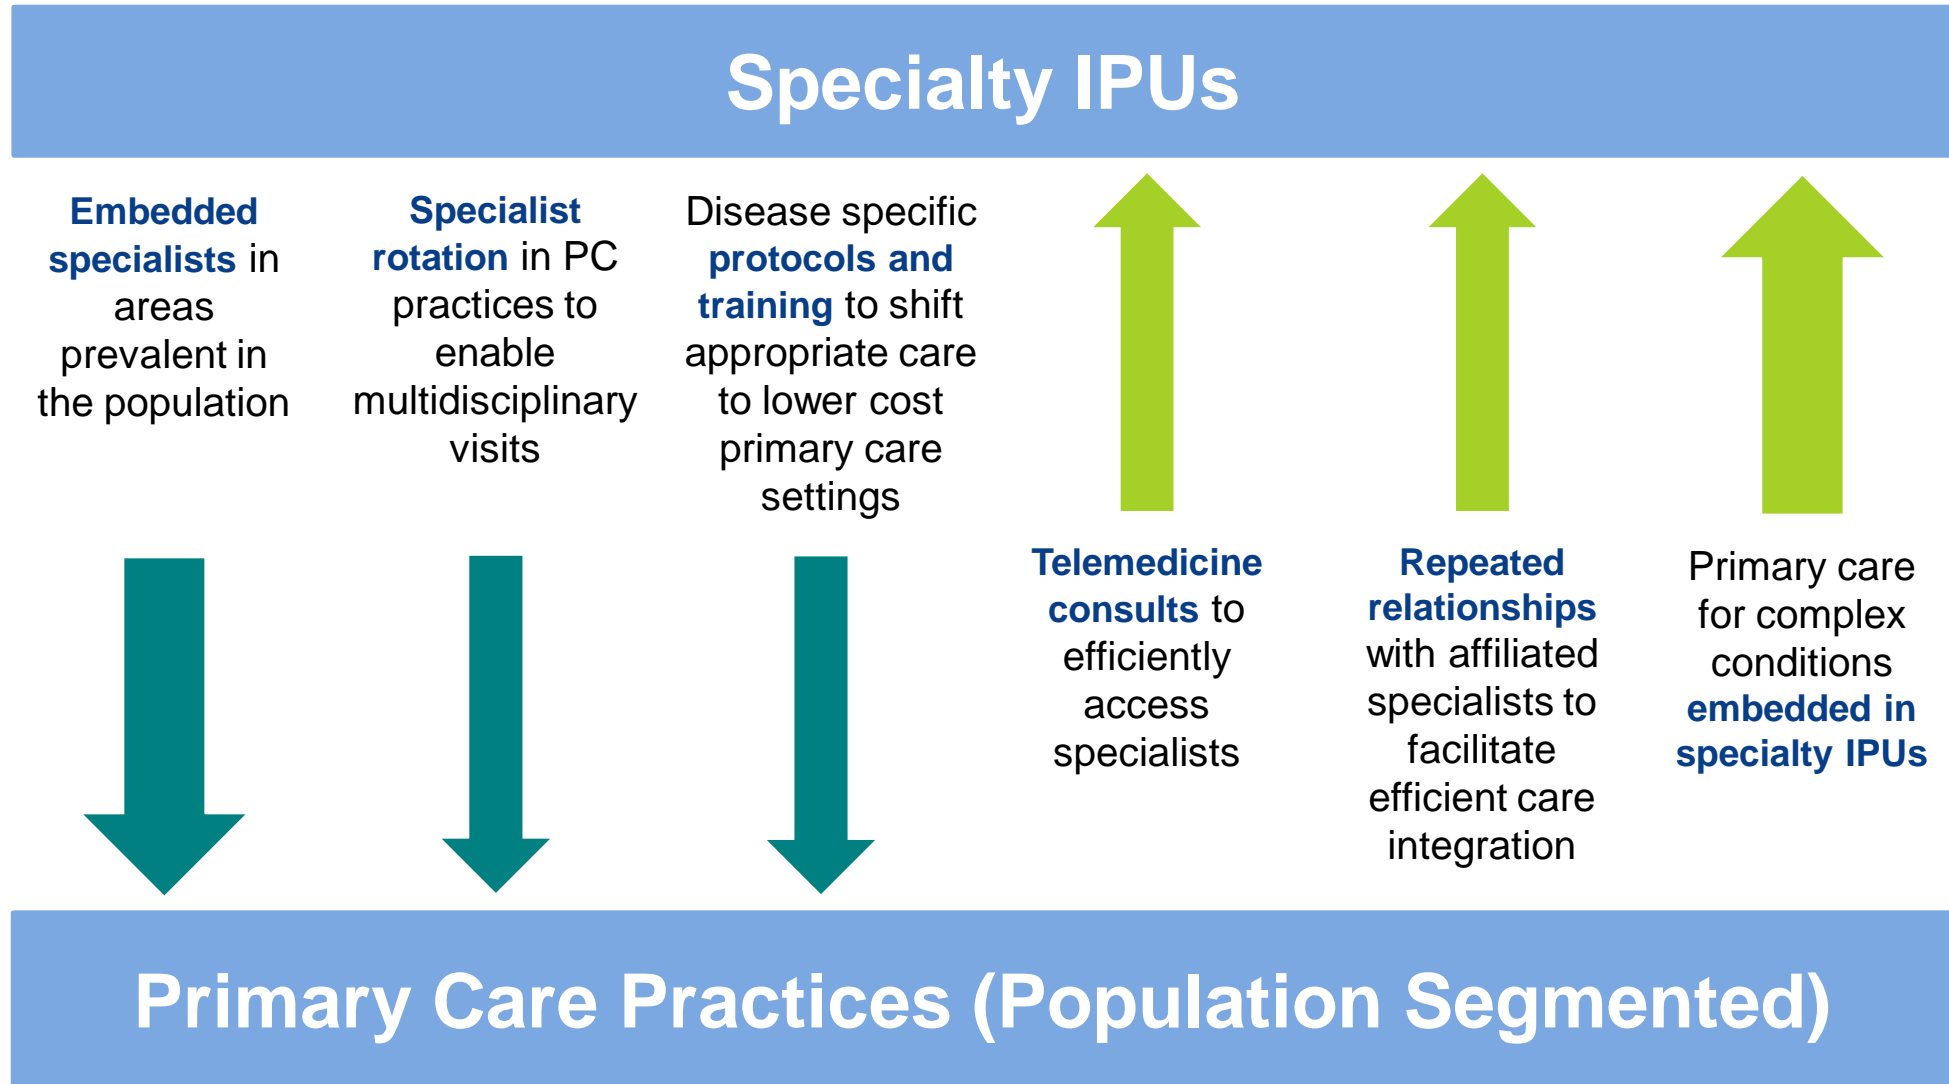 Specialty IPUs
Embedded
specialists in
areas
prevalent in
the population
Specialist
rotation in PC
practices to
enable
multidisciplinary
visits
Disease specific
protocols and
training to shift
appropriate care
to lower cost
primary care
settings
Telemedicine
consults to
efficiently
access
specialists
Repeated
relationships
with affiliated
specialists to
facilitate
efficient care
integration
Primary care
for complex
conditions
embedded in
specialty IPUs
Primary Care Practices (Population Segmented)